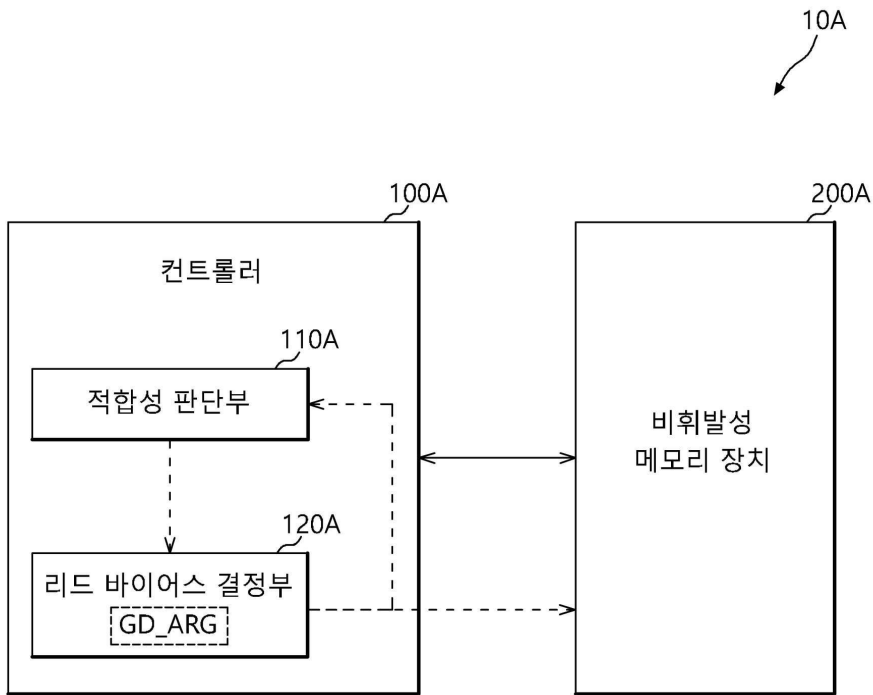 10A
100A
200A
컨트롤러
110A
적합성 판단부
비휘발성
메모리 장치
120A
리드 바이어스 결정부
GD_ARG